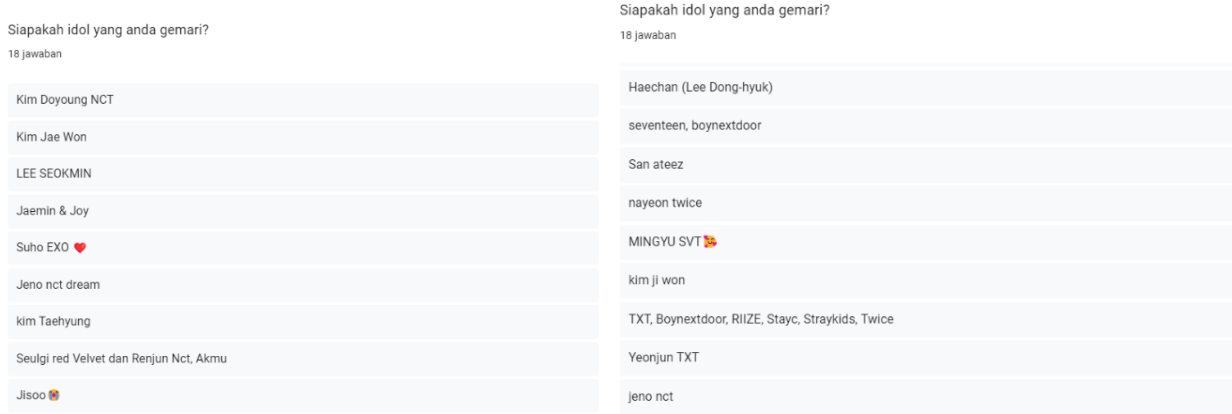 Siapakah idol yang anda gemari?
18 jawaban
Kim Doyoung NCT
Kim Jae Won
LEE SEOKMIN
Jaemin & Joy
Suho EXO ❤️
Jeno nct dream
kim Taehyung
Seulgi red Velvet dan Renjun Nct, Akmu
Jisoo😭
Siapakah idol yang anda gemari?
18 jawaban
Haechan (Lee Dong-hyuk)
seventeen, boynextdoor
San ateez
nayeon twice
MINGYU SVT🥰
kim ji won
TXT, Boynextdoor, RIIZE, Stayc, Straykids, Twice
Yeonjun TXT
jeno nct